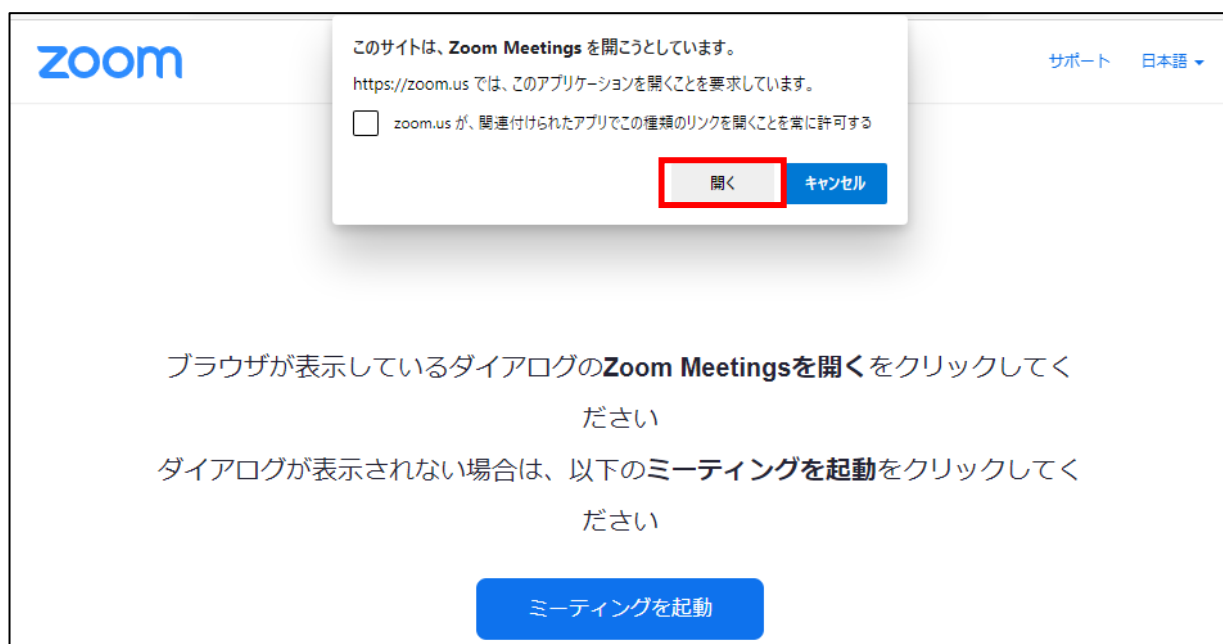 zoom
このサイトは、Zoom Meetings を開こうとしています。
https://zoom.us では、このアプリケーションを開くことを要求しています。
zoom.us が、関連付けられたアプリでこの種類のリンクを開くことを常に許可する
開く
キャンセル
サポート
日本語
ブラウザが表示しているダイアログのZoom Meetingsを開くをクリックしてく
ださい
ダイアログが表示されない場合は、以下のミーティングを起動をクリックしてく
ださい
ミーティングを起動